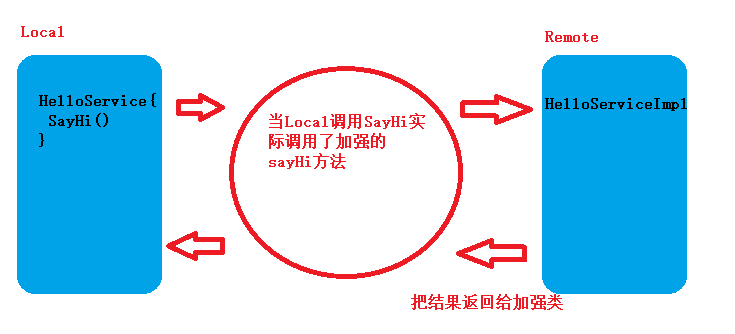 Local
Remote
HelloService{
SayHi()
}
当Local调用SayHi实
际调用了加强的
sayHi方法
HelloServiceImpl
把结果返回给加强类